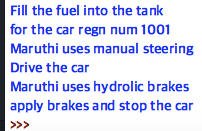 Fill the fuel into the tank
for the car regn num 1001
Maruthi uses manual steering
Drive the car
Maruthi uses hydrolic brakes
apply brakes and stop the car
>>>